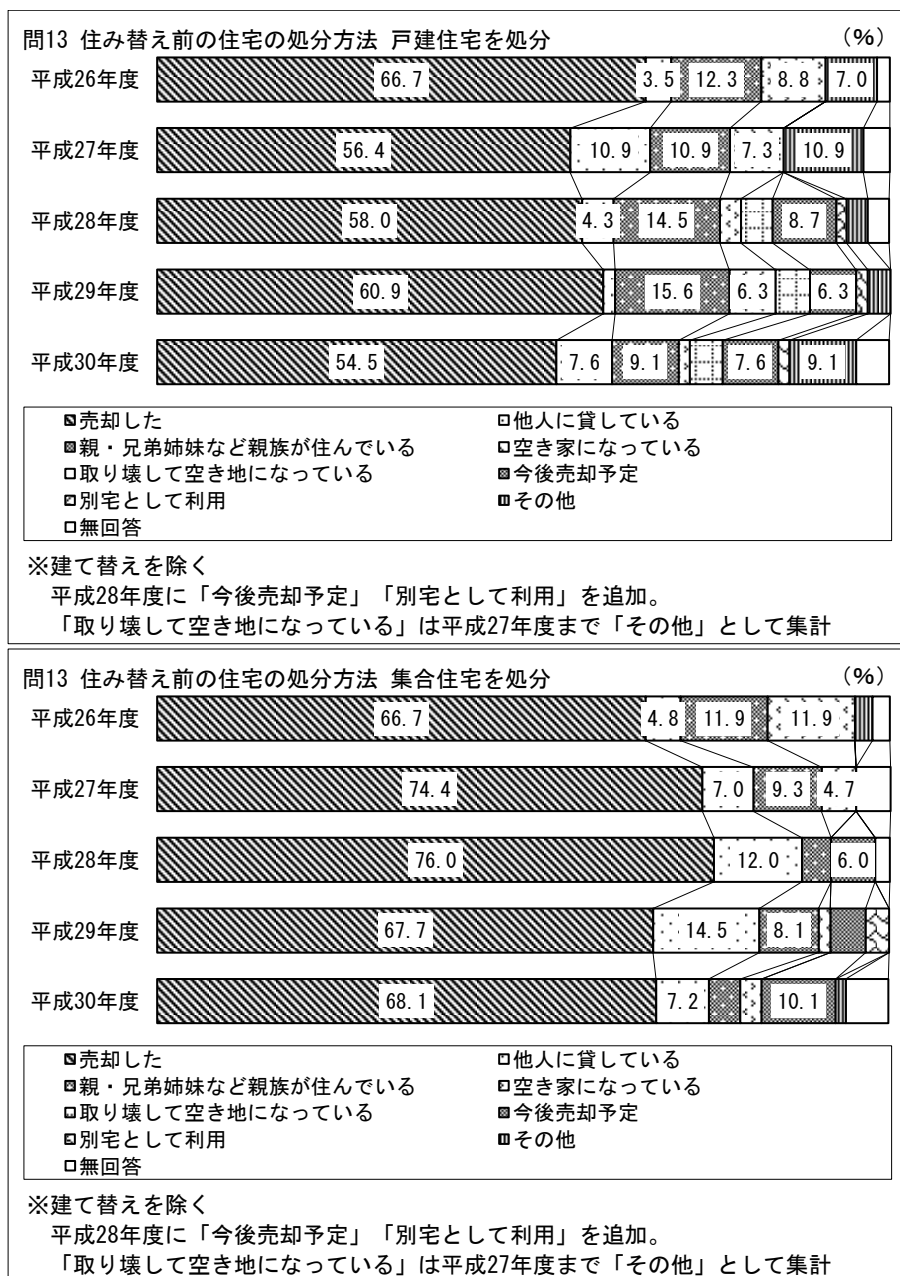 問13 住み替え前の住宅の処分方法 戸建住宅を処分 (%)
平成26年度 66.7 3.5 12.3 8.8 7.0
平成27年度 56.4 10.9 10.9 7.3 10.9
平成28年度 58.0 4.3 14.5 8.7
平成29年度 60.9 15.6 6.3 6.3
平成30年度 54.5 7.6 9.1 7.6 9.1
売却した 他人に貸している
親・兄弟姉妹など親族が住んでいる 空き家になっている
取り壊して空き地になっている 今後売却予定
別宅として利用 その他
無回答
※建て替えを除く
平成28年度に「今後売却予定」「別宅として利用」を追加。
「取り壊して空き地になっている」は平成27年度まで「その他」として集計
問13 住み替え前の住宅の処分方法 集合住宅を処分 (%)
平成26年度 66.7 4.8 11.9 11.9
平成27年度 74.4 7.0 9.3 4.7
平成28年度 76.0 12.0 6.0
平成29年度 67.7 14.5 8.1
平成30年度 68.1 7.2 10.1
売却した 他人に貸している
親・兄弟姉妹など親族が住んでいる 空き家になっている
取り壊して空き地になっている 今後売却予定
別宅として利用 その他
無回答
※建て替えを除く
平成28年度に「今後売却予定」「別宅として利用」を追加。
「取り壊して空き地になっている」は平成27年度まで「その他」として集計